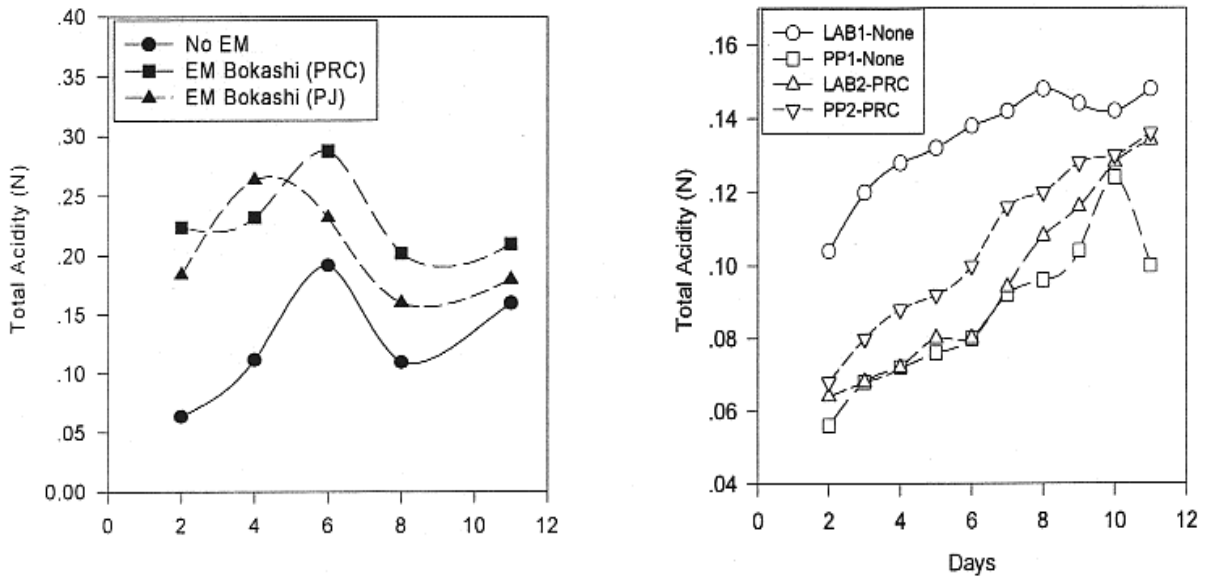 Total Acidity (N)
.40
.35
.30
.25
.20
.15
.10
.05
0.00
0 2 4 6 8 10 12
No EM
EM Bokashi (PRC)
EM Bokashi (PJ)
Total Acidity (N)
.16
.14
.12
.10
.08
.06
.04
0 2 4 6 8 10 12
Days
LAB1-None
PP1-None
LAB2-PRC
PP2-PRC